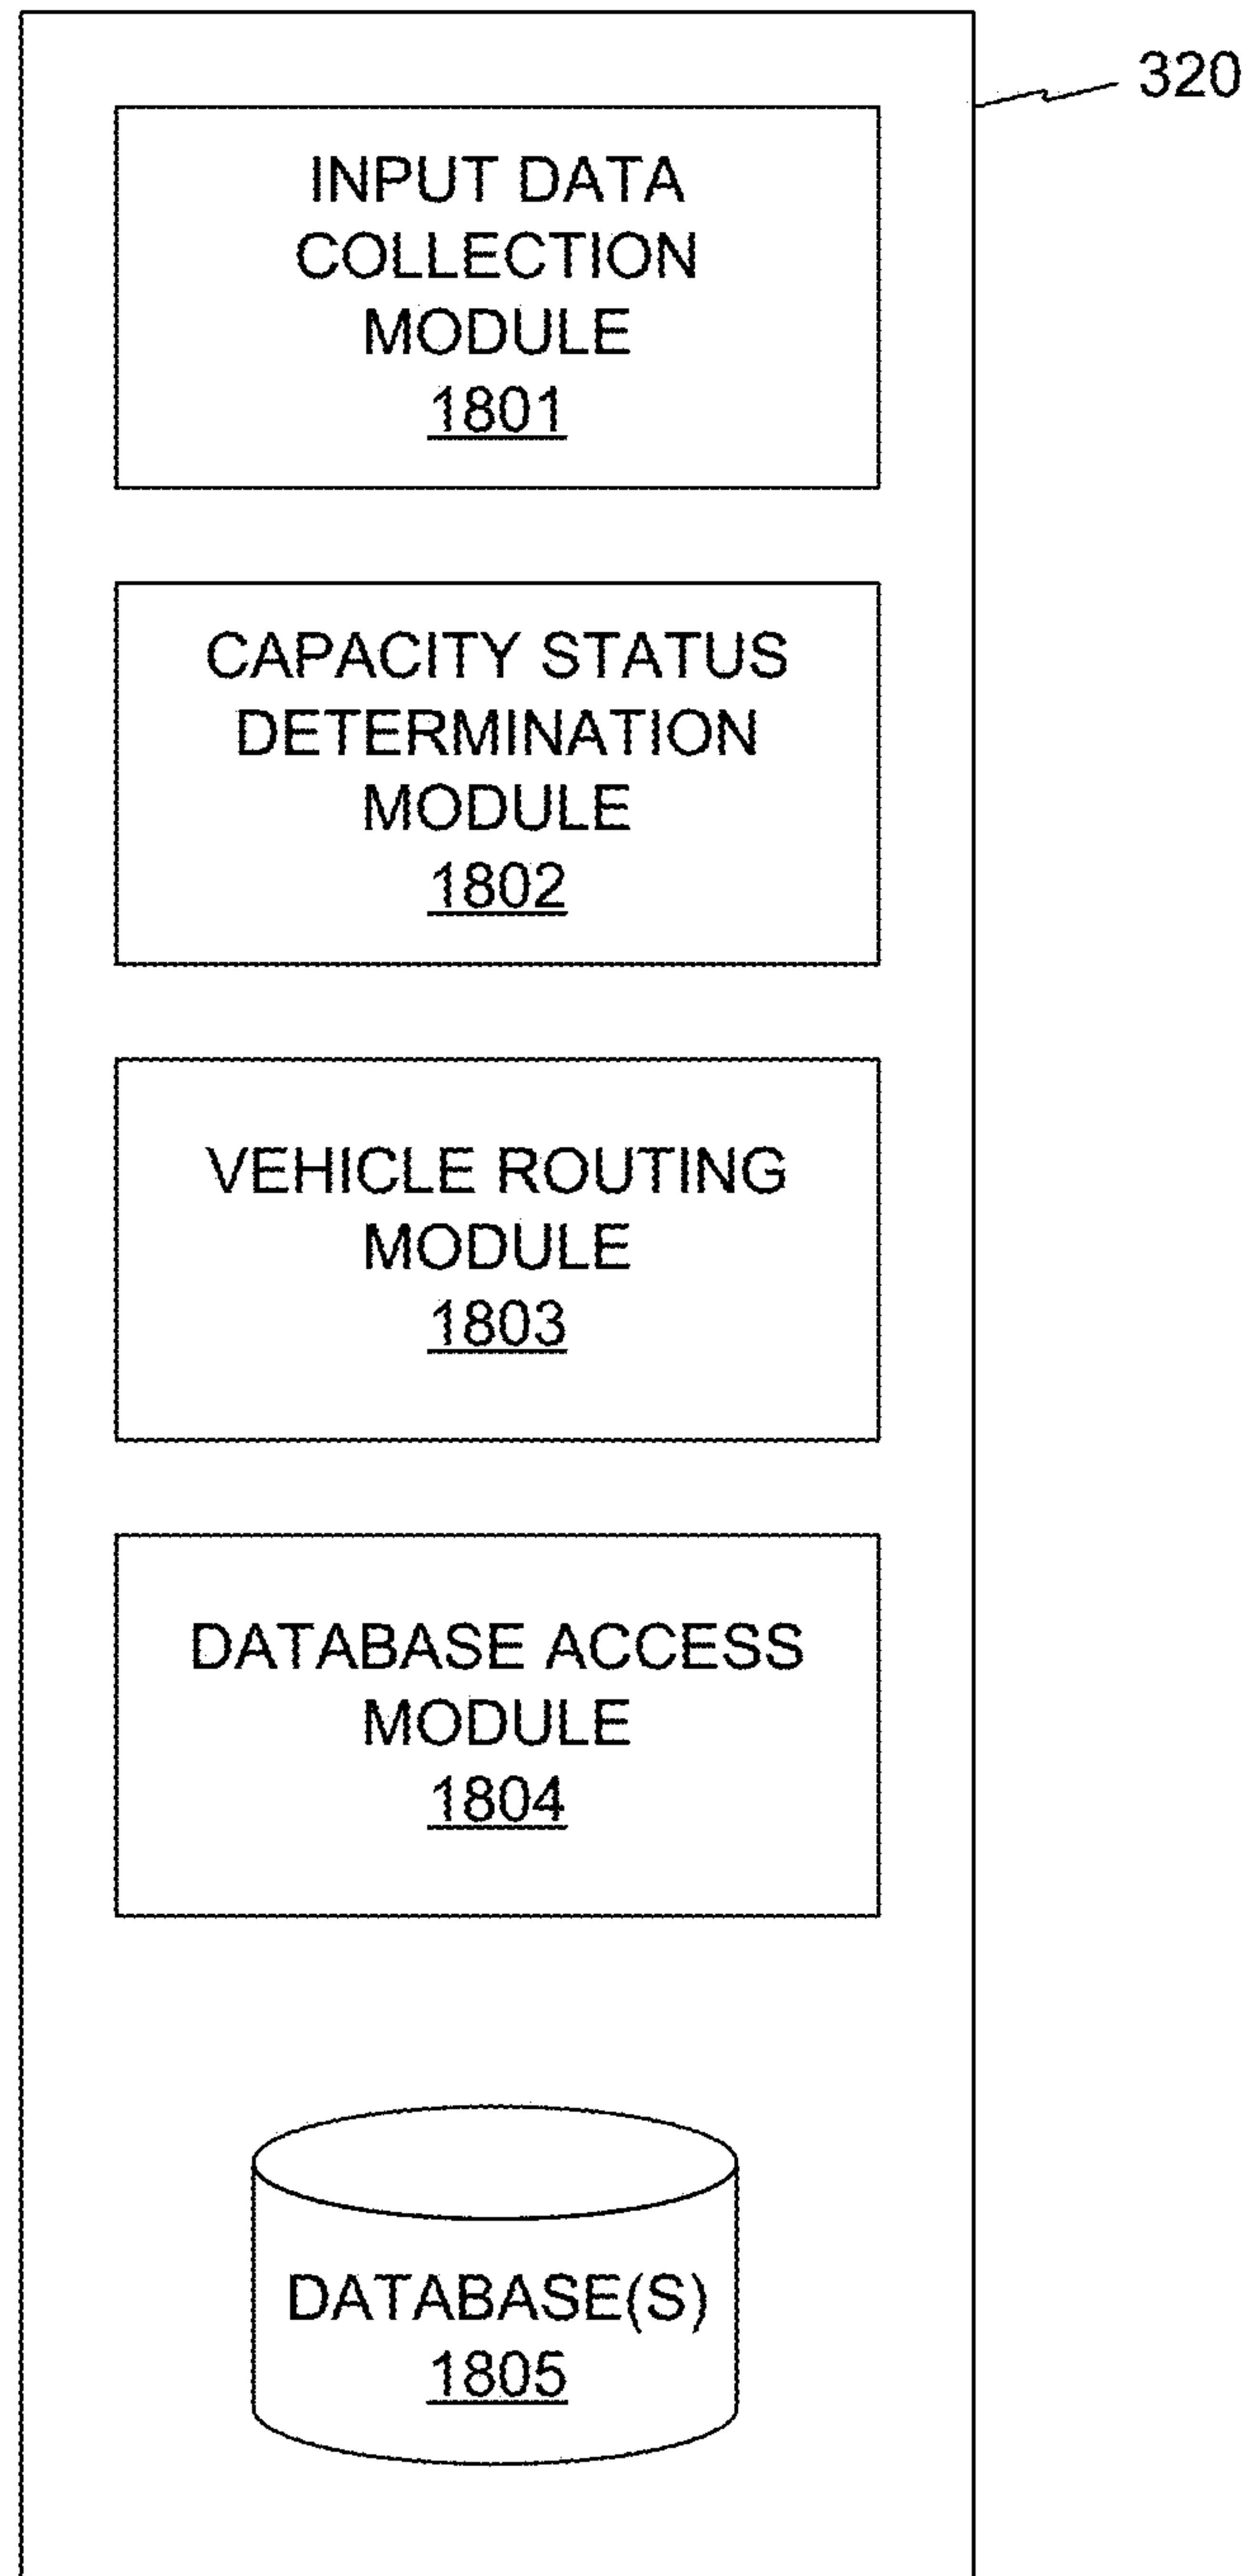 320
INPUT DATA
COLLECTION
MODULE
1801
CAPACITY STATUS
DETERMINATION
MODULE
1802
VEHICLE ROUTING
MODULE
1803
DATABASE ACCESS
MODULE
1804
DATABASE(S)
1805